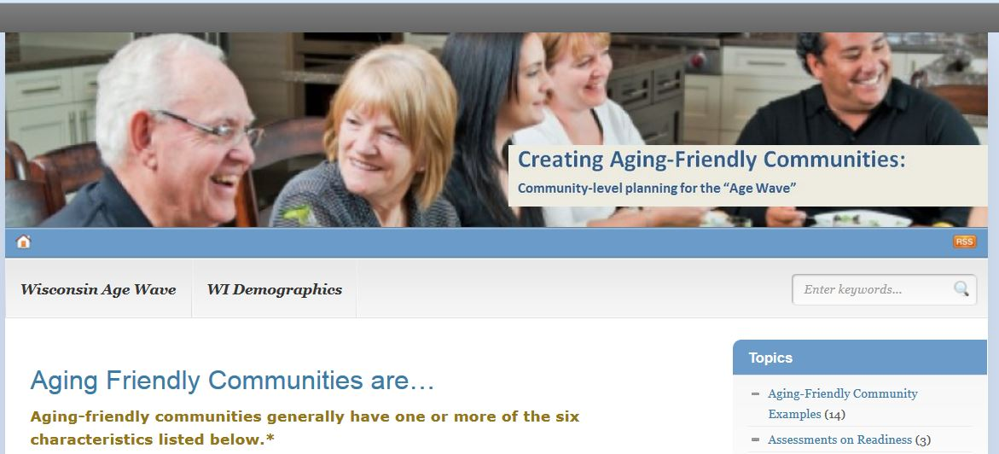 Creating Aging-Friendly Communities:
Community-level planning for the “Age Wave”
RSS
Wisconsin Age Wave
WI Demographics
Enter keywords...
Aging Friendly Communities are…
Aging-friendly communities generally have one or more of the six
characteristics listed below.*
Topics
Aging-Friendly Community
Examples (14)
Assessments on Readiness (3)